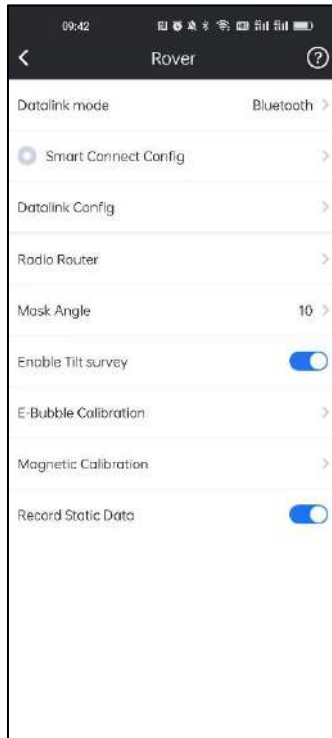 09:42
Rover
Datalink mode Bluetooth
Smart Connect Config
Datalink Config
Radio Router
Mask Angle 10
Enable Tilt survey
E-Bubble Calibration
Magnetic Calibration
Record Static Data